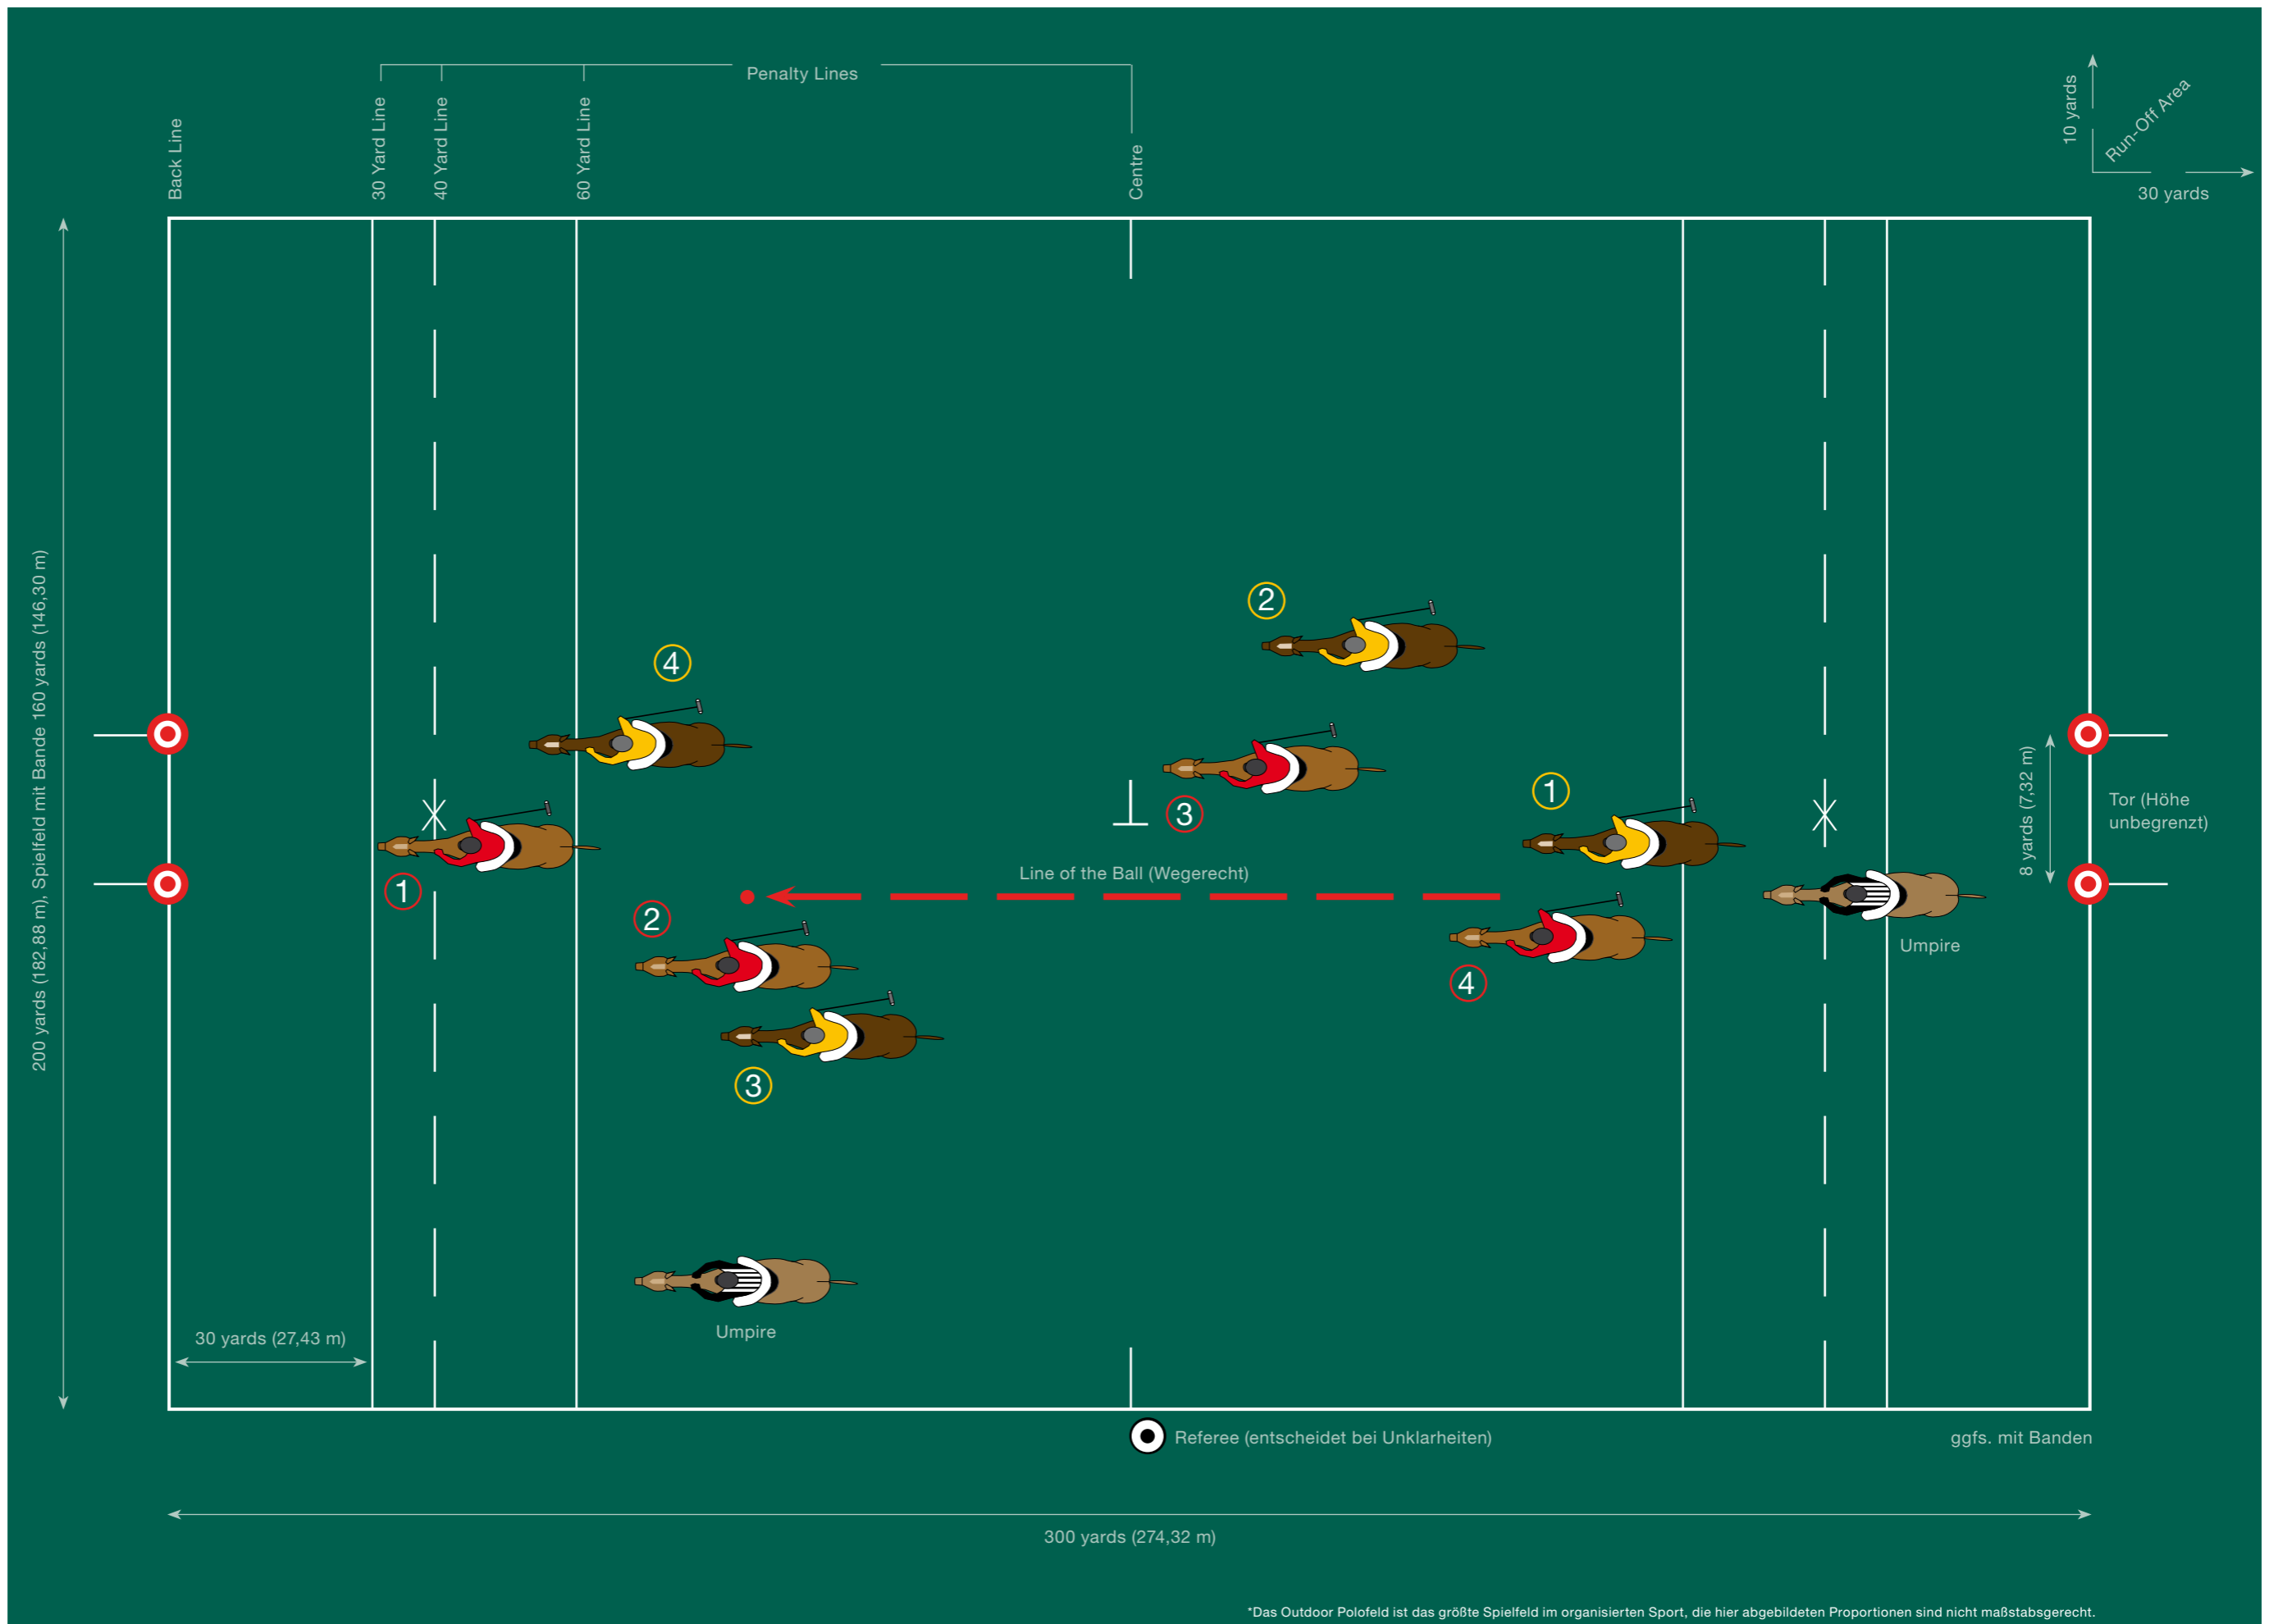 Penalty Lines
Back Line
30 Yard Line
40 Yard Line
60 Yard Line
Centre
10 yards
Run-Off Area
30 yards
200 yards (182,88 m), Spielfeld mit Bande 160 yards (146,30 m)
2
4
3
1
8 yards (7,32 m)
Tor (Höhe
unbegrenzt)
Line of the Ball (Wegerecht)
1
2
Umpire
4
3
Umpire
30 yards (27,43 m)
Referee (entscheidet bei Unklarheiten)
ggfs. mit Banden
300 yards (274,32 m)
*Das Outdoor Polofeld ist das größte Spielfeld im organisierten Sport, die hier abgebildeten Proportionen sind nicht maßstabsgerecht.